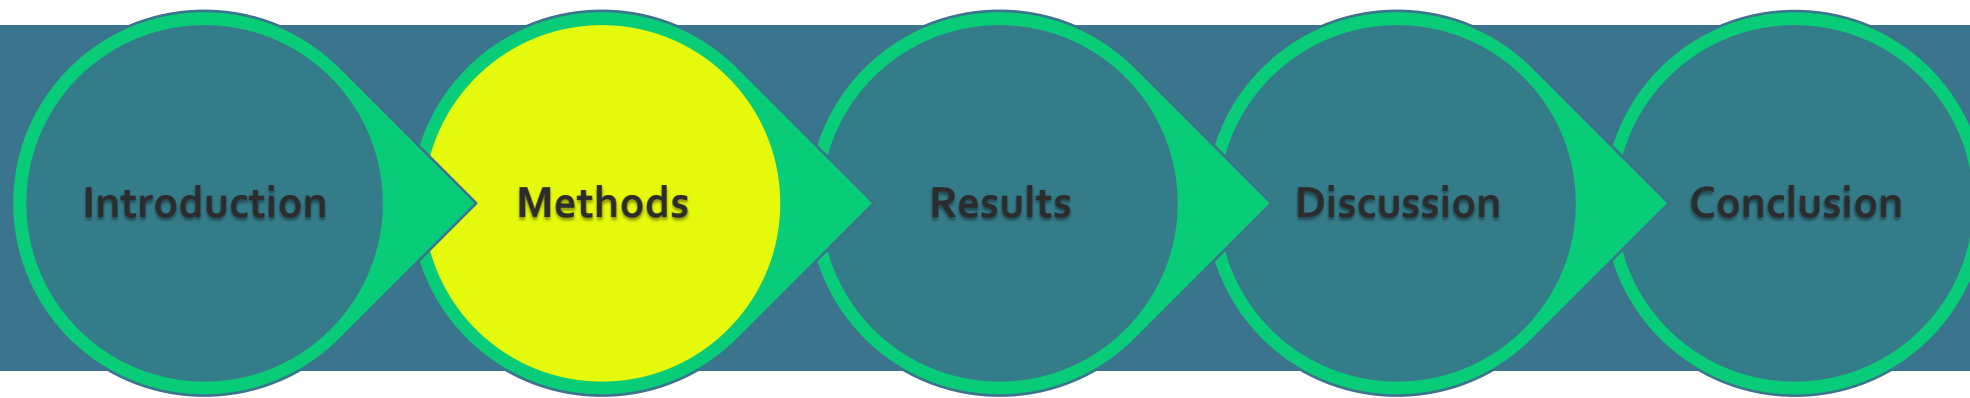 Introduction
Methods
Results
Discussion
Conclusion